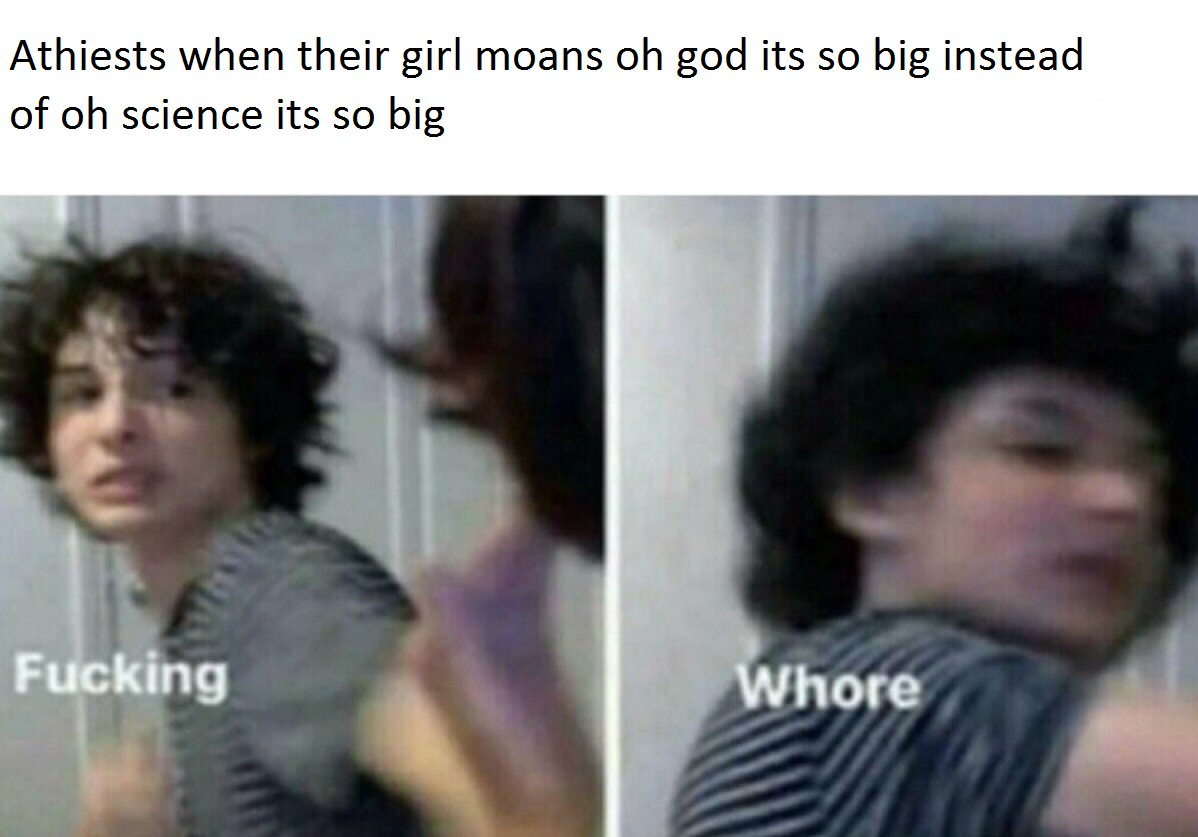 Athiests when their girl moans oh god its so big instead
of oh science its so big
Fucking
Whore